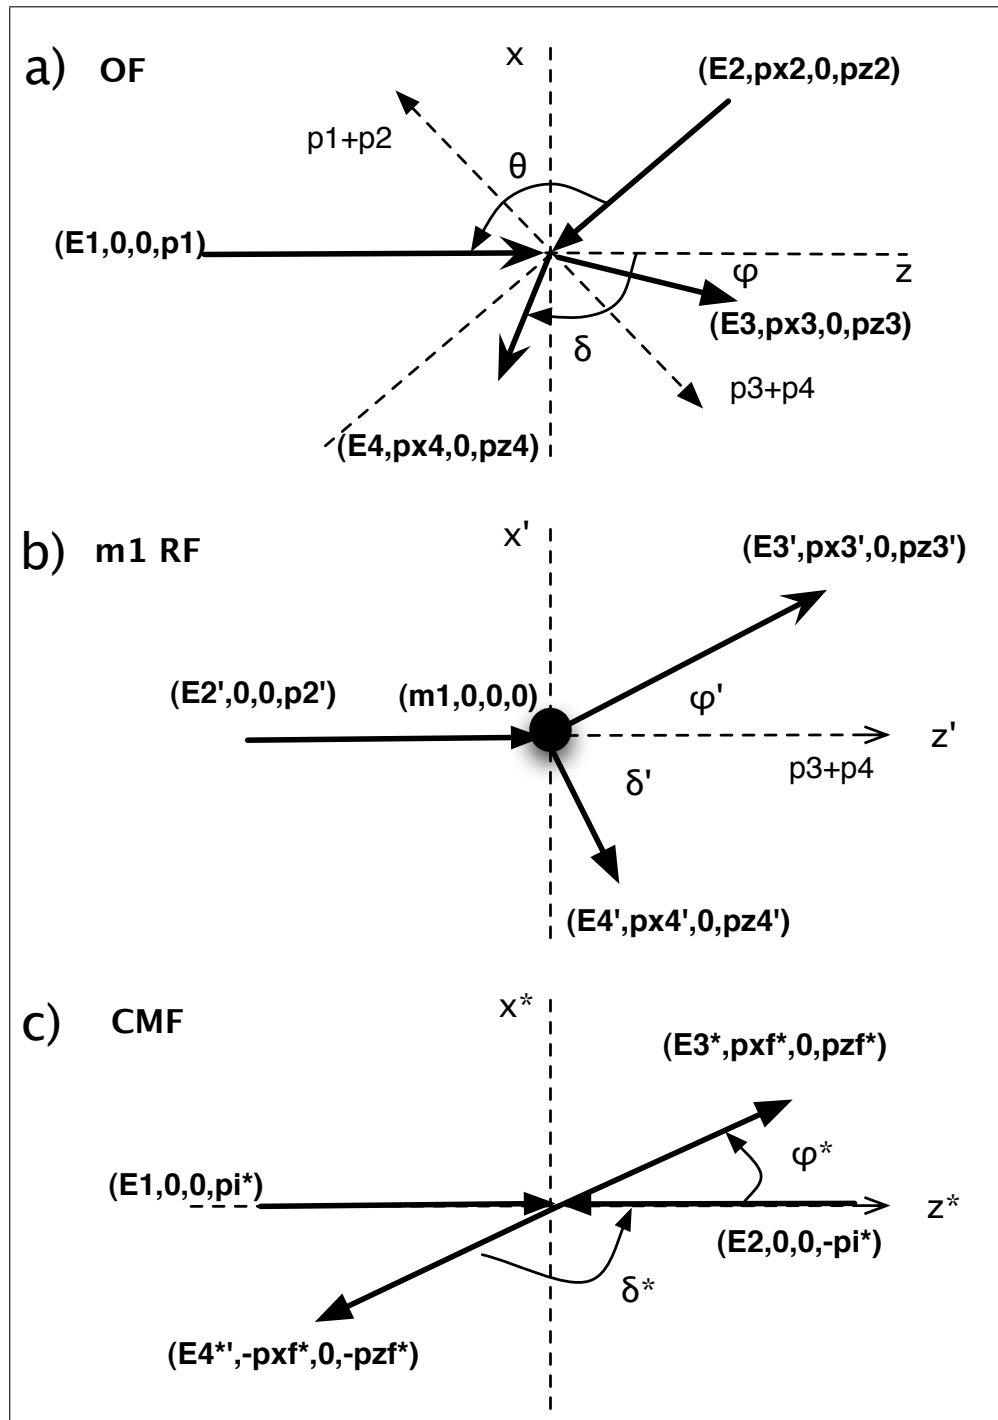 a) OF
x
(E2,px2,0,pz2)
p1+p2
θ
(E1,0,0,p1)
φ
z
(E3,px3,0,pz3)
δ
p3+p4
(E4,px4,0,pz4)
b) m1 RF
x'
(E3',px3',0,pz3')
(E2',0,0,p2')
(m1,0,0,0)
φ'
z'
p3+p4
δ'
(E4',px4',0,pz4')
c) CMF
x*
(E3*,pxf*,0,pzf*)
φ*
(E1,0,0,pi*)
z*
(E2,0,0,-pi*)
δ*
(E4*',-pxf*,0,-pzf*)